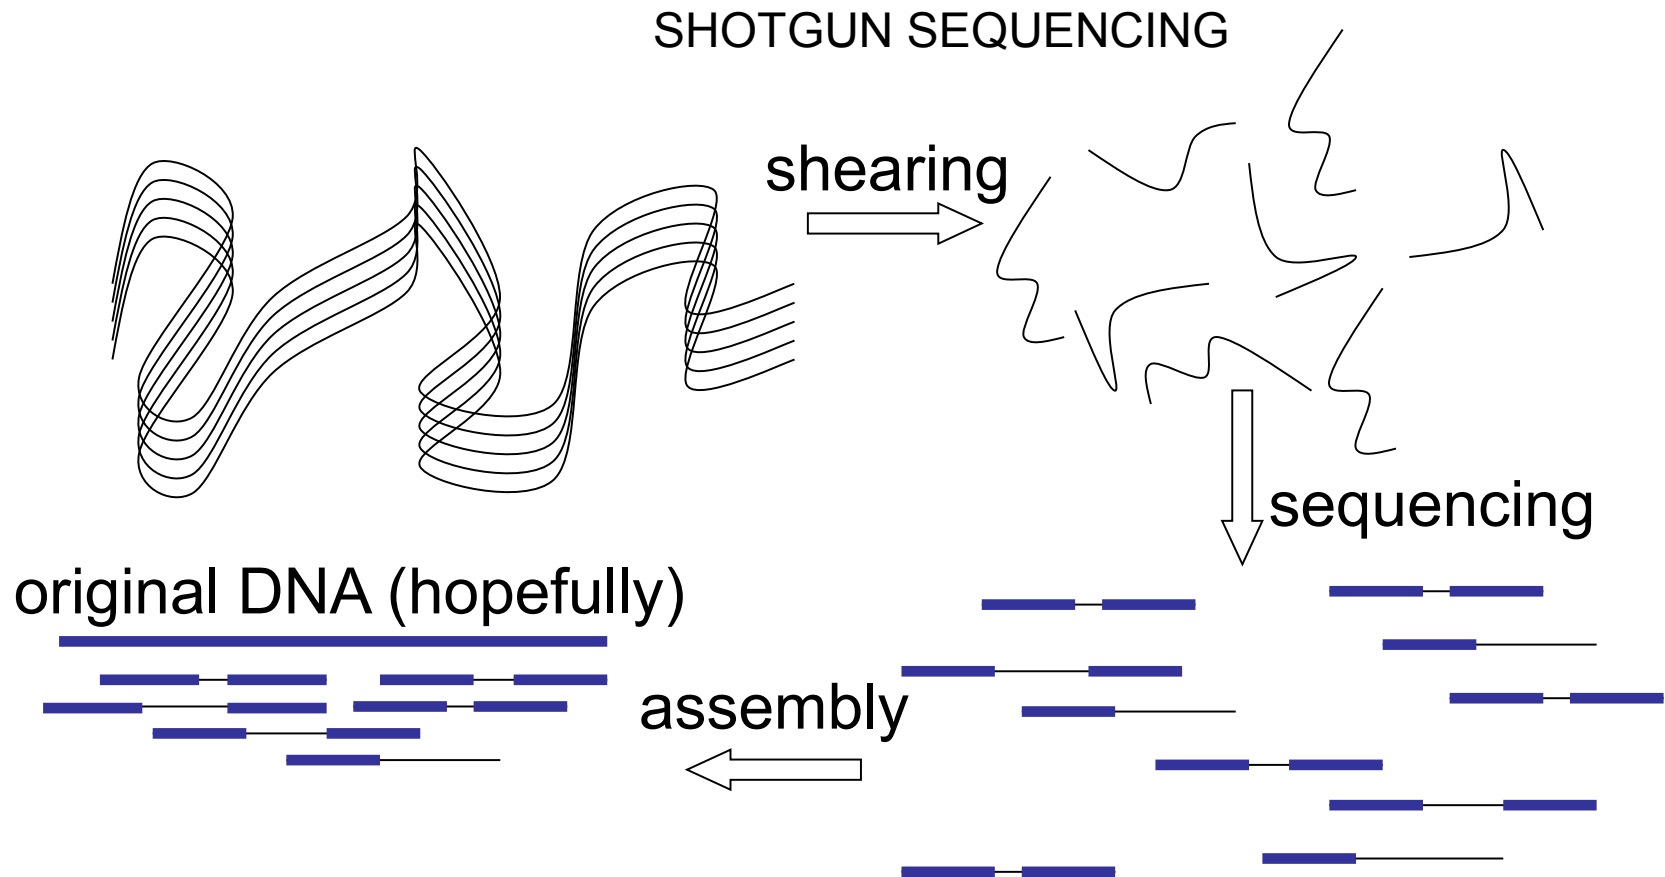 SHOTGUN SEQUENCING
shearing
sequencing
original DNA (hopefully)
assembly